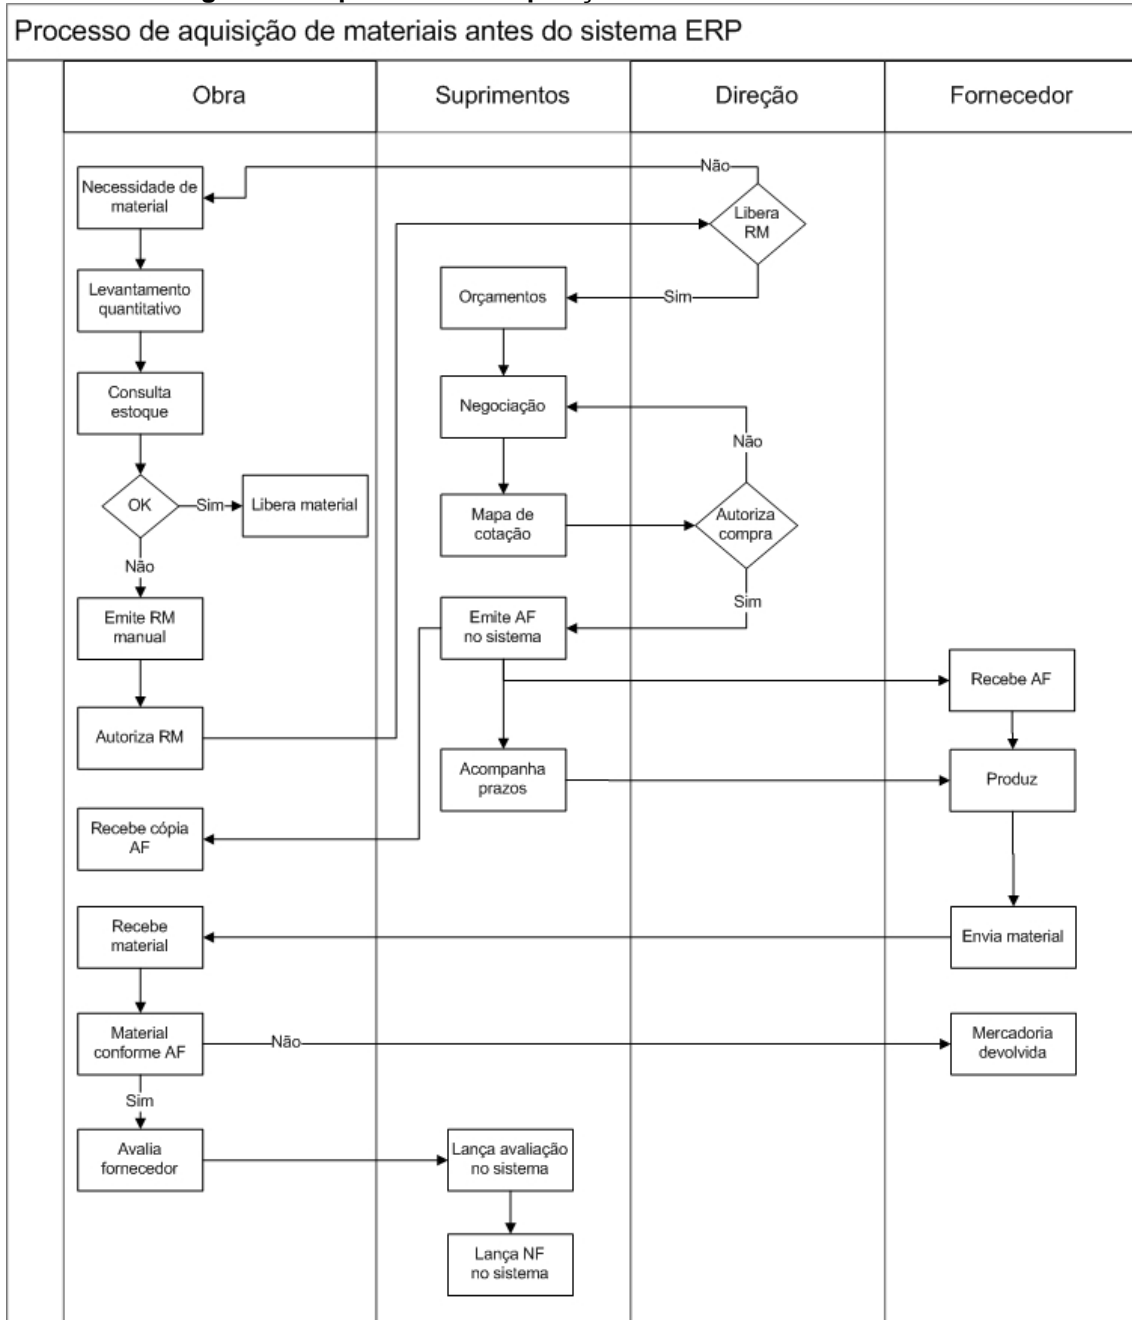 Processo de aquisição de materiais antes do sistema ERP
Obra
Suprimentos
Direção
Fornecedor
Necessidade de
material
Não
Libera
RM
Levantamento
quantitativo
Orçamentos
Sim
Consulta
estoque
Negociação
Não
OK
Sim
Libera material
Mapa de
cotação
Autoriza
compra
Não
Sim
Emite RM
manual
Emite AF
no sistema
Recebe AF
Autoriza RM
Acompanha
prazos
Produz
Recebe cópia
AF
Recebe
material
Envia material
Material
conforme AF
Não
Mercadoria
devolvida
Sim
Avalia
fornecedor
Lança avaliação
no sistema
Lança NF
no sistema